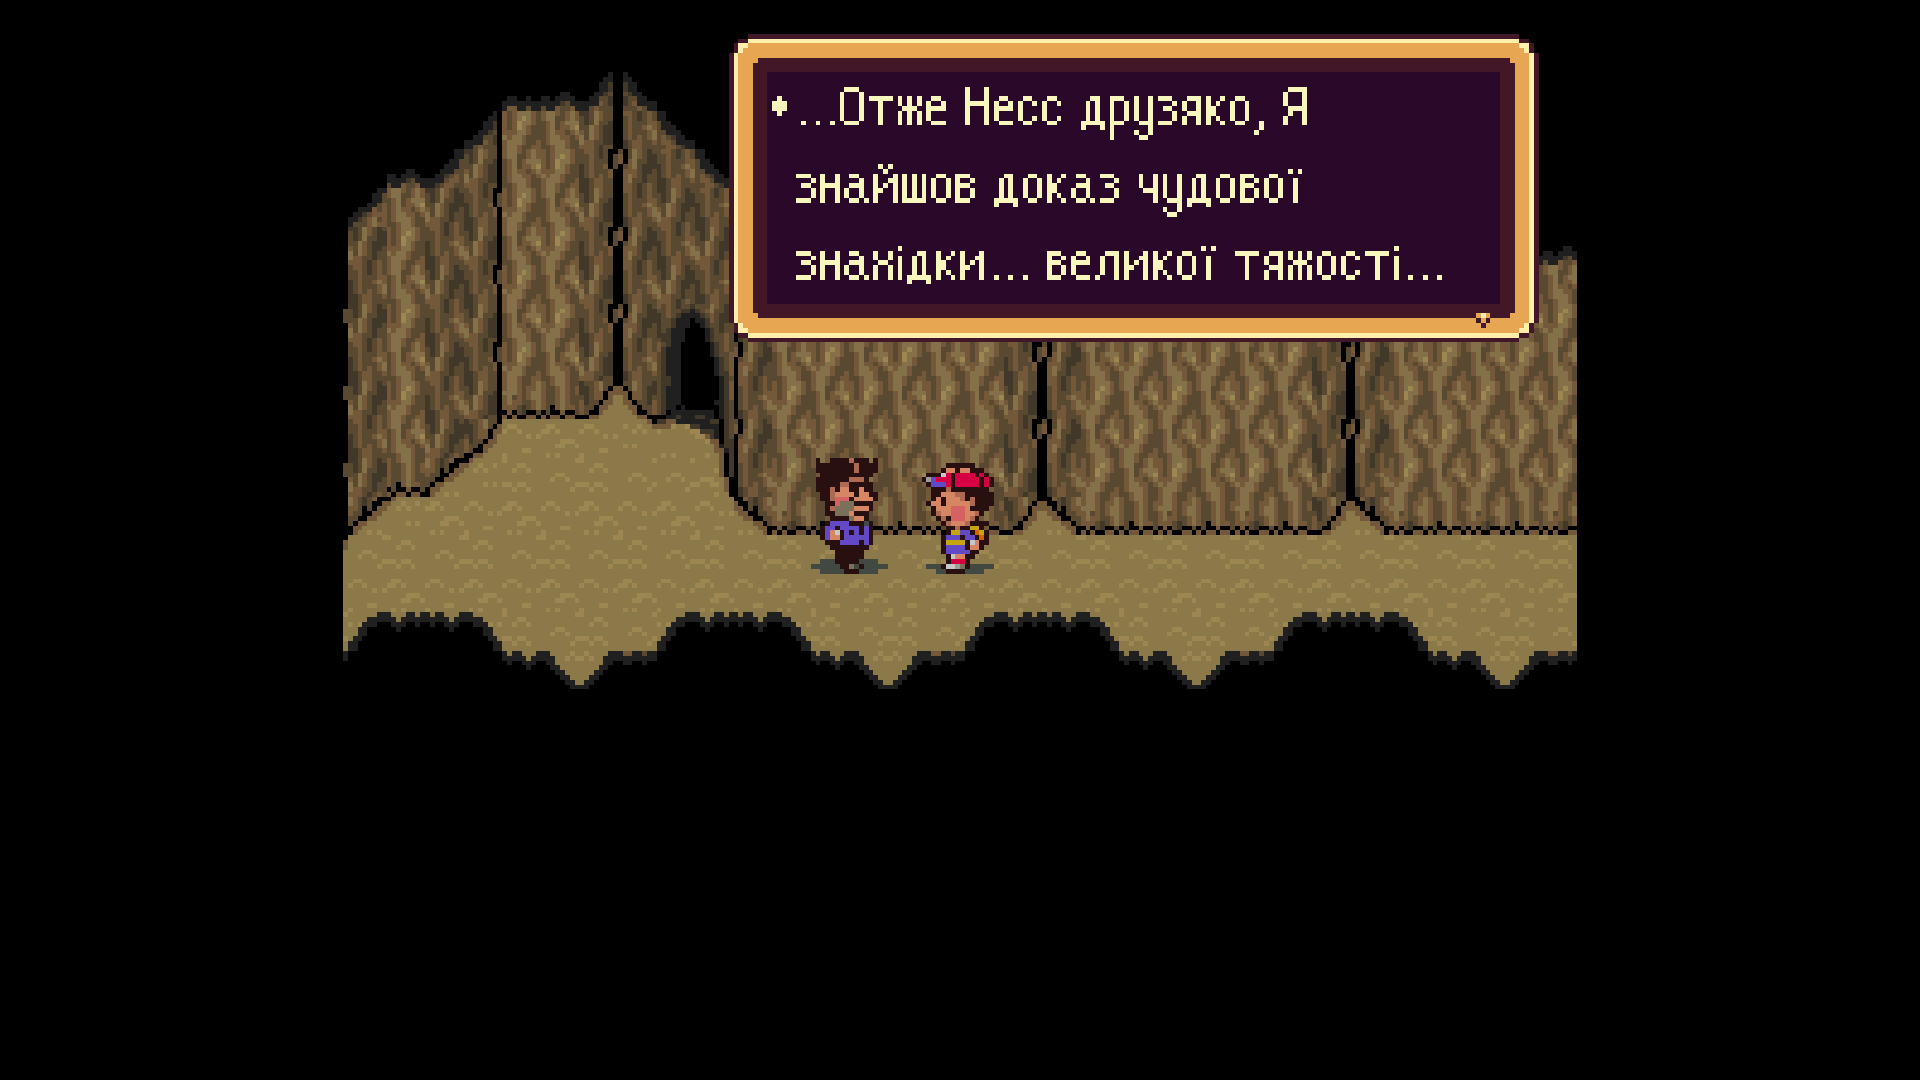 •...Отже Несс друзяко, Я
знайшов доказ чудової
знахідки... великої тяжості...